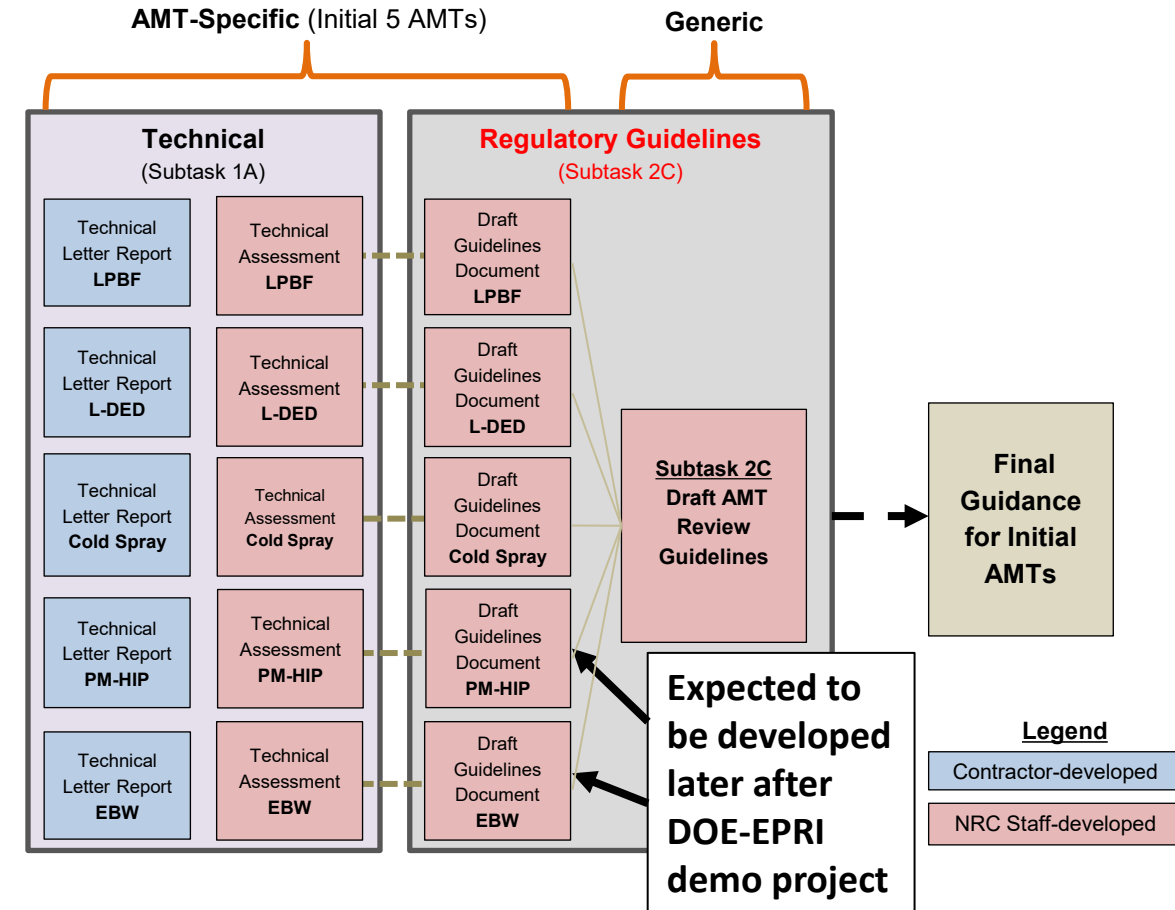 AMT-Specific (Initial 5 AMTs)
Generic
Technical
(Subtask 1A)
Regulatory Guidelines
(Subtask 2C)
Technical
Letter Report
LPBF
Technical
Assessment
LPBF
Draft
Guidelines
Document
LPBF
Technical
Letter Report
L-DED
Technical
Assessment
L-DED
Draft
Guidelines
Document
L-DED
Technical
Letter Report
Cold Spray
Technical
Assessment
Cold Spray
Draft
Guidelines
Document
Cold Spray
Technical
Letter Report
PM-HIP
Technical
Assessment
PM-HIP
Draft
Guidelines
Document
PM-HIP
Technical
Letter Report
EBW
Technical
Assessment
EBW
Draft
Guidelines
Document
EBW
Subtask 2C
Draft AMT
Review
Guidelines
Final
Guidance
for Initial
AMTs
Expected to
be developed
later after
DOE-EPRI
demo project
Legend
Contractor-developed
NRC Staff-developed